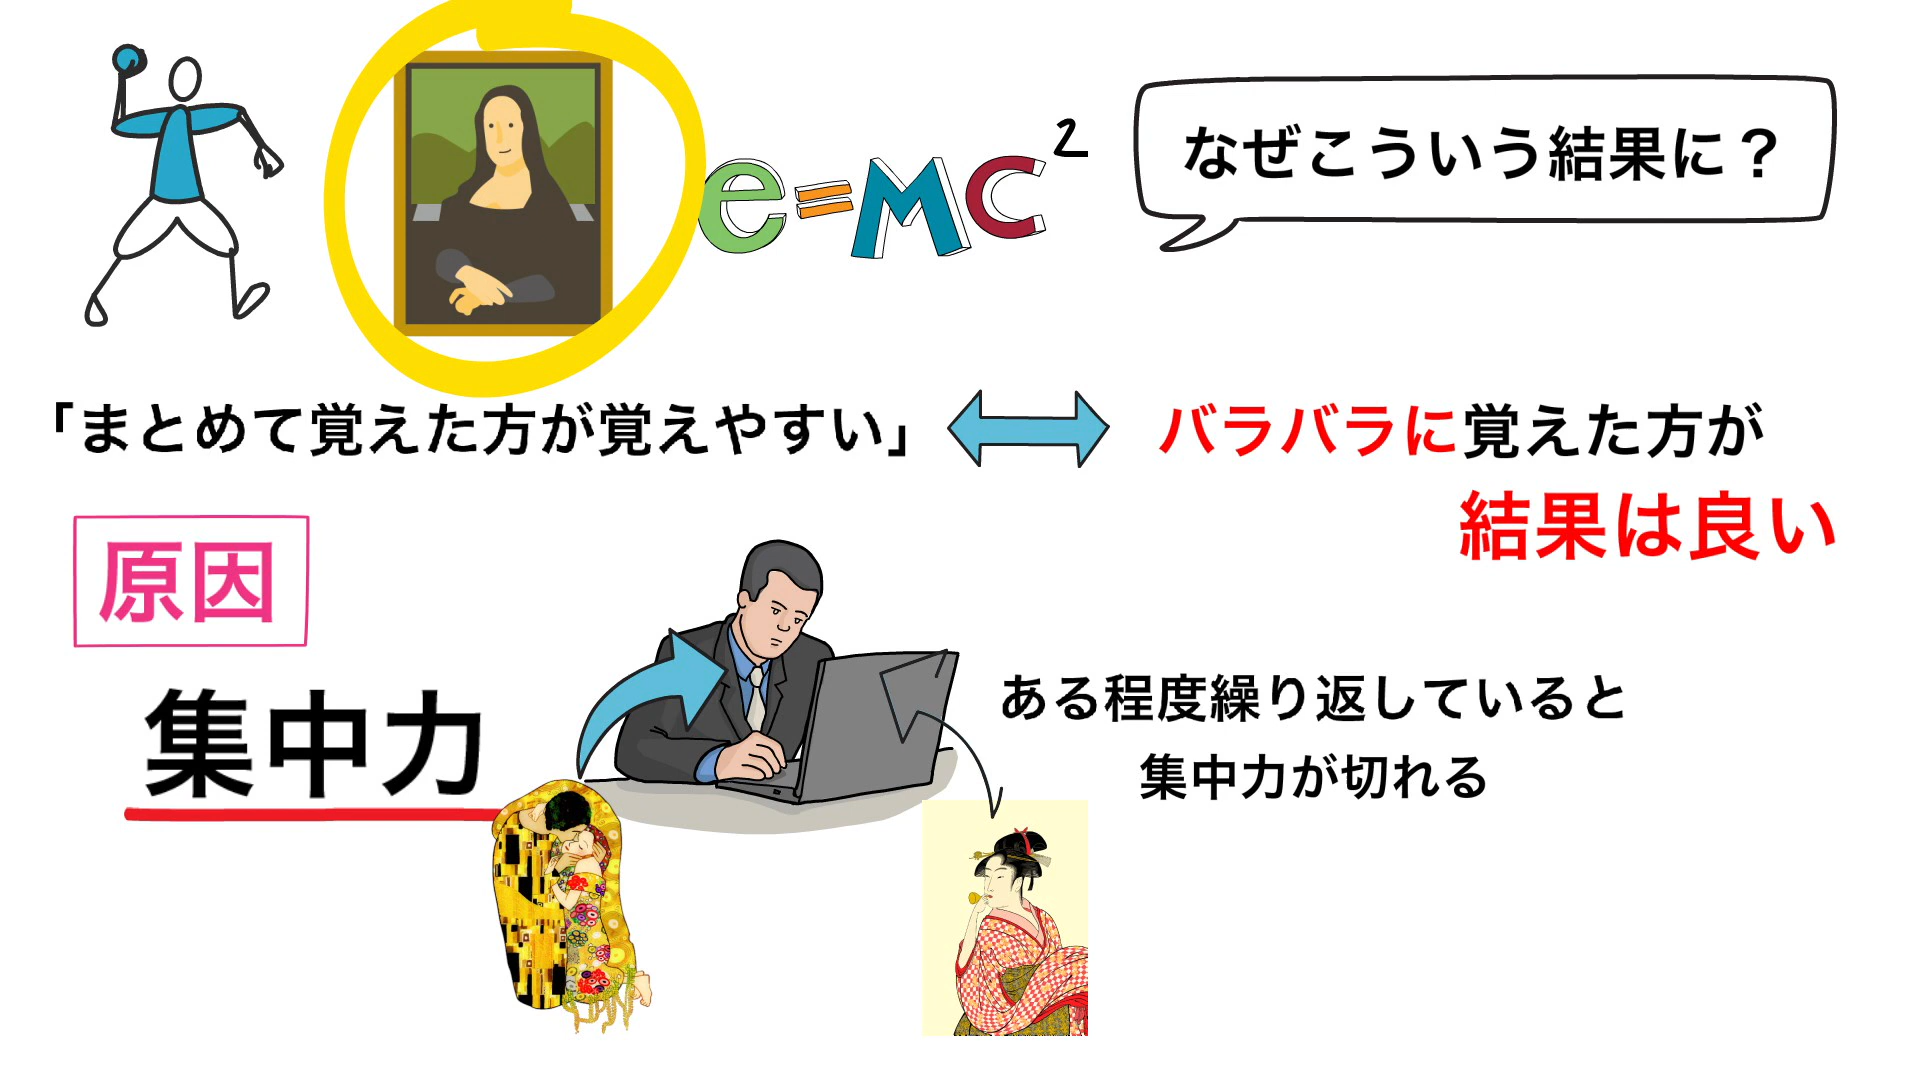 e=Mc²
なぜこういう結果に？
「まとめて覚えた方が覚えやすい」
バラバラに覚えた方が
結果は良い
原因
集中力
ある程度繰り返していると
集中力が切れる